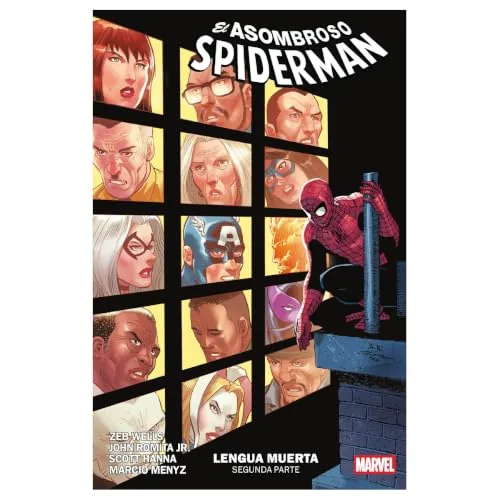 El ASOMBROSO
SPIDERMAN
ZEB WELLS
JOHN ROMITA JR.
SCOTT HANNA
MARCIO MENYZ
LENGUA MUERTA
SEGUNDA PARTE
MARVEL